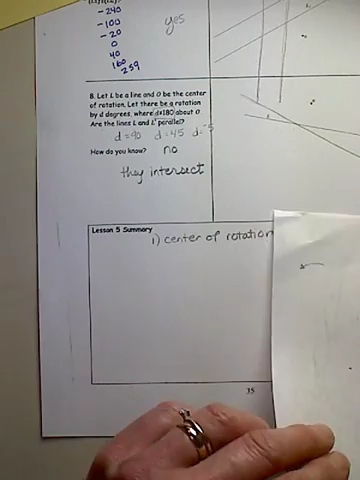 -240
-100
-20
0
40
160
259
yes
8. Let L be a line and O be the center
of rotation. Let there be a rotation
by d degrees, where d≠180 about O.
Are the lines L and L' parallel?
d=40 d=45 d=-5
How do you know? no
they intersect
Lesson 5 Summary
1) center of rotation
35